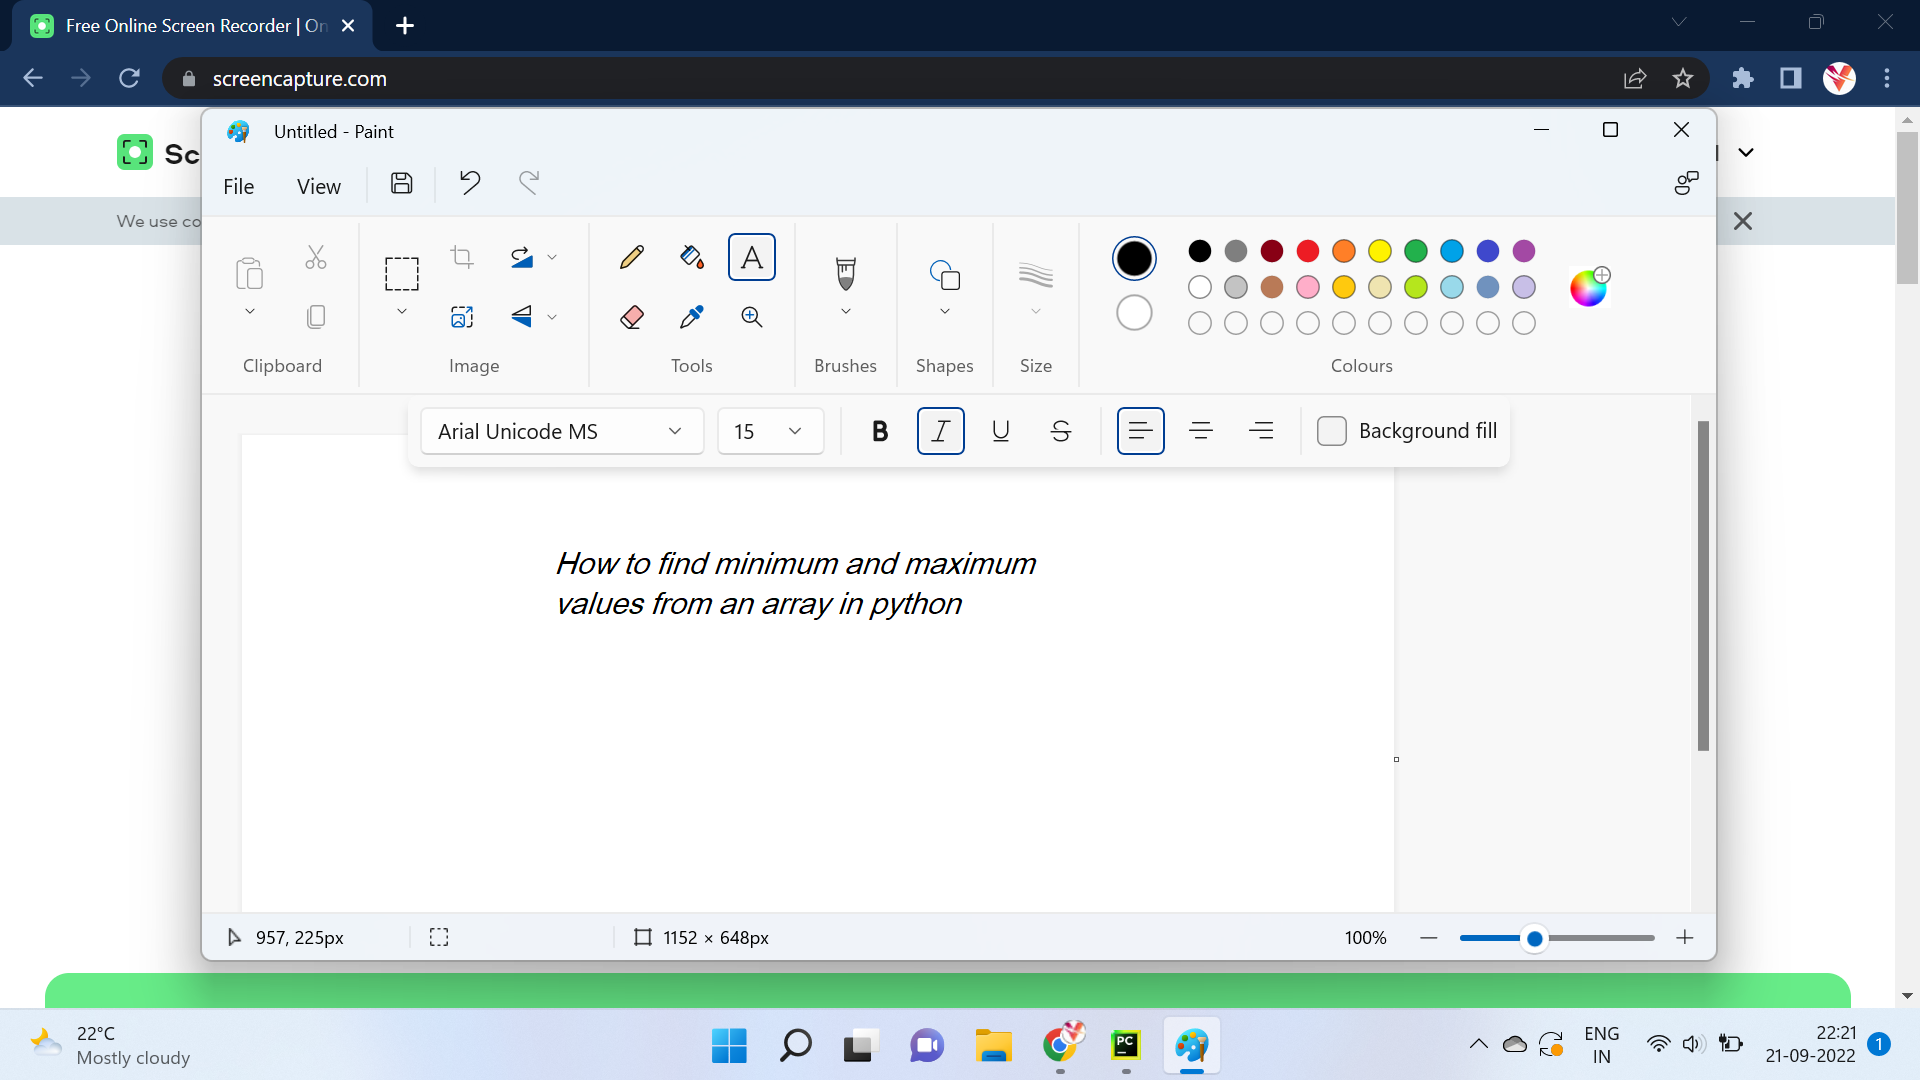 Free Online Screen Recorder | On
screencapture.com
Untitled - Paint
Sc
File View
We use co
Clipboard Image Tools Brushes Shapes Size Colours
Arial Unicode MS 15 B I U S Background fill
How to find minimum and maximum
values from an array in python
957, 225px 1152 × 648px 100%
22°C
Mostly cloudy
PC
ENG
IN
22:21
21-09-2022
1